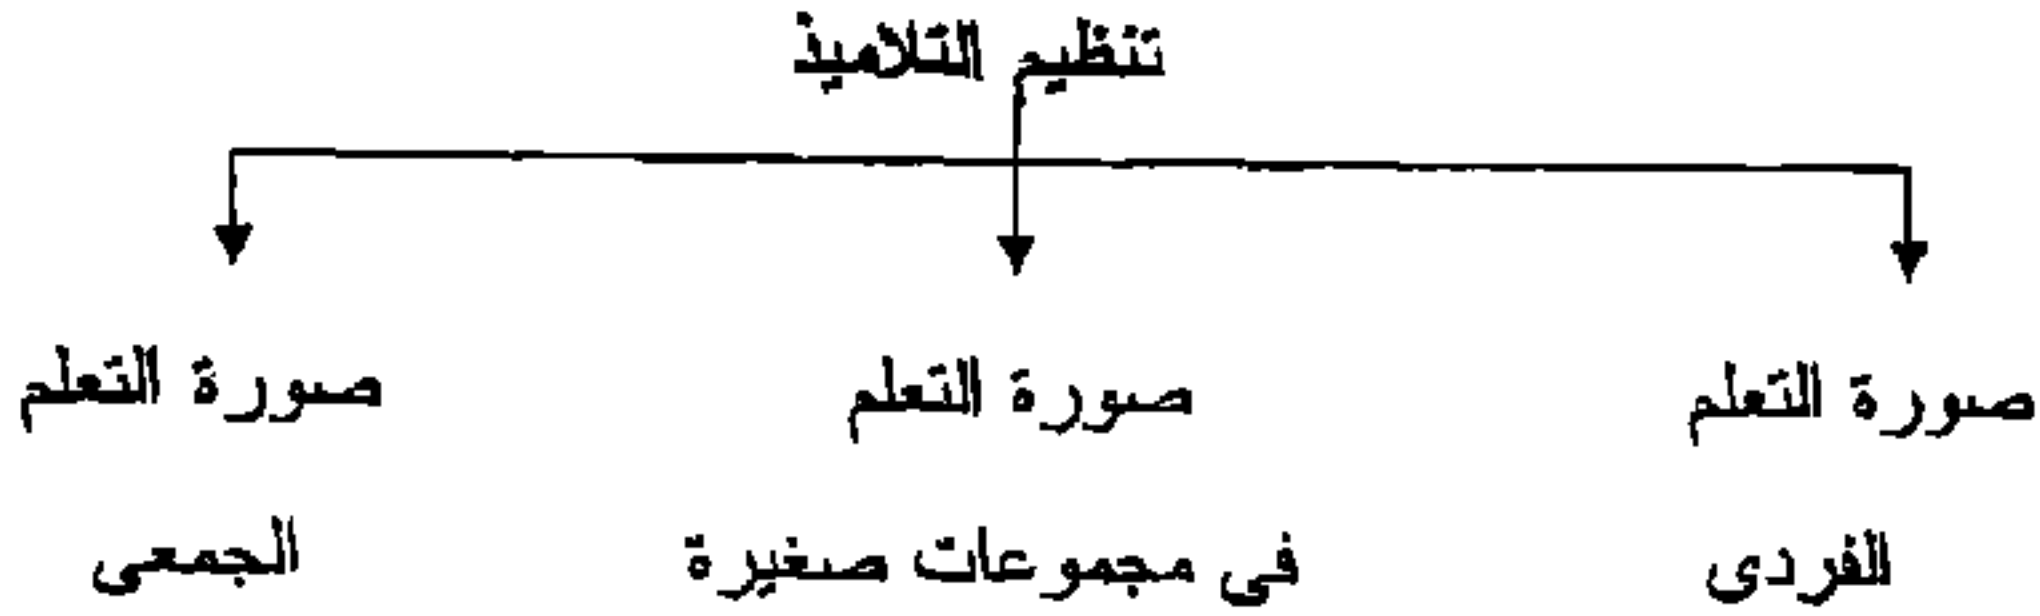 تنظيم التلاميذ
صورة التعلم
الفردى
صورة التعلم
فى مجموعات صغيرة
صورة التعلم
الجمعى